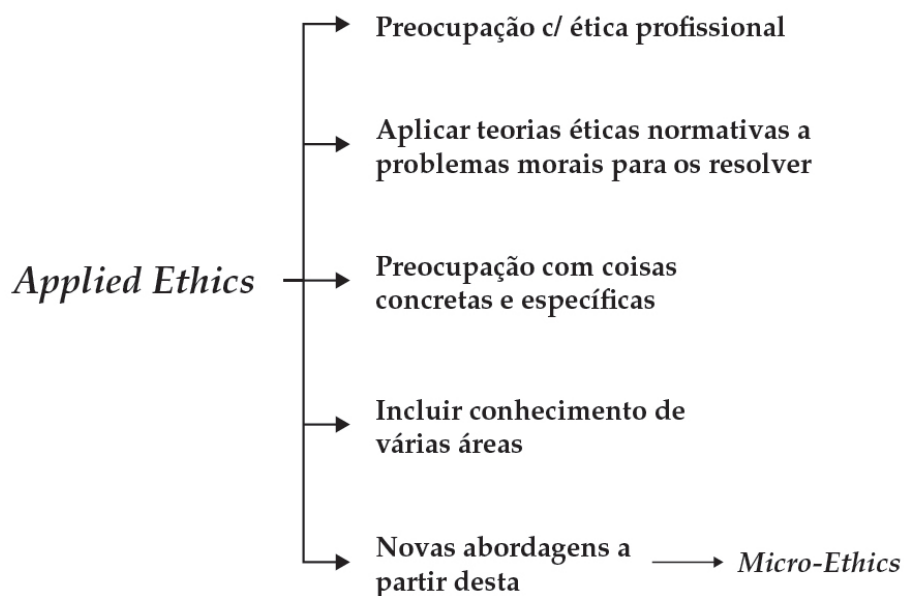 Preocupação c/ ética profissional
Aplicar teorias éticas normativas a
problemas morais para os resolver
Applied Ethics
Preocupação com coisas
concretas e específicas
Incluir conhecimento de
várias áreas
Novas abordagens a
partir desta
Micro-Ethics